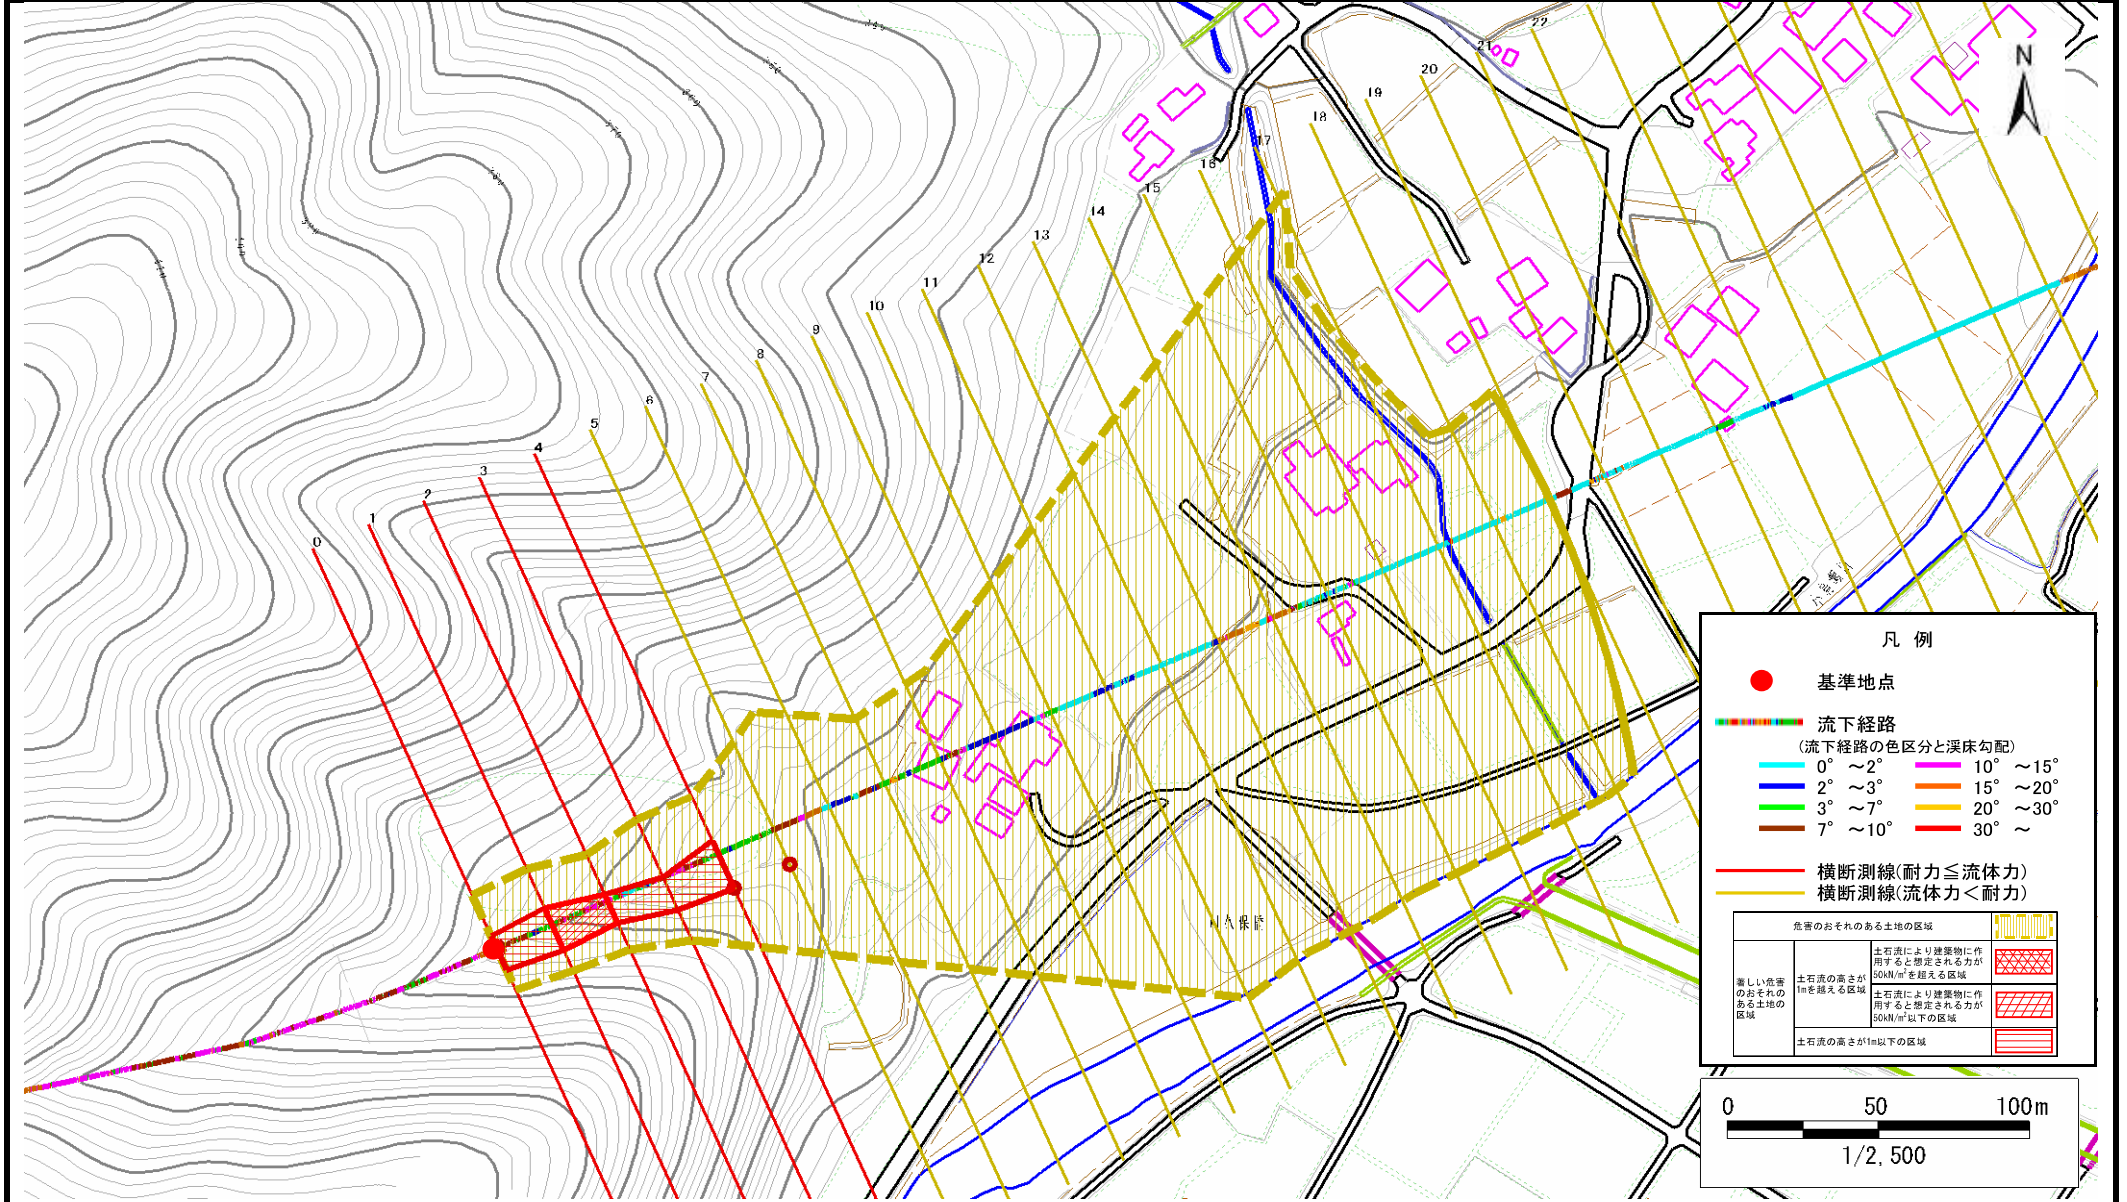 22
21
20
19
18
17
16
15
14
13
12
11
10
9
8
7
6
5
4
3
2
1
0
N
凡 例
基準地点
流下経路
(流下経路の色区分と渓床勾配)
0° ～2° 10° ～15°
2° ～3° 15° ～20°
3° ～7° 20° ～30°
7° ～10° 30° ～
横断測線(耐力≦流体力)
横断測線(流体力＜耐力)
危害のおそれのある土地の区域
著しい危害
のおそれの
ある土地の
区域
土石流の高さが
1mを越える区域
土石流により建築物に作
用すると想定される力が
50kN/m²を超える区域
土石流により建築物に作
用すると想定される力が
50kN/m²以下の区域
土石流の高さが1m以下の区域
0 50 100m
1/2,500